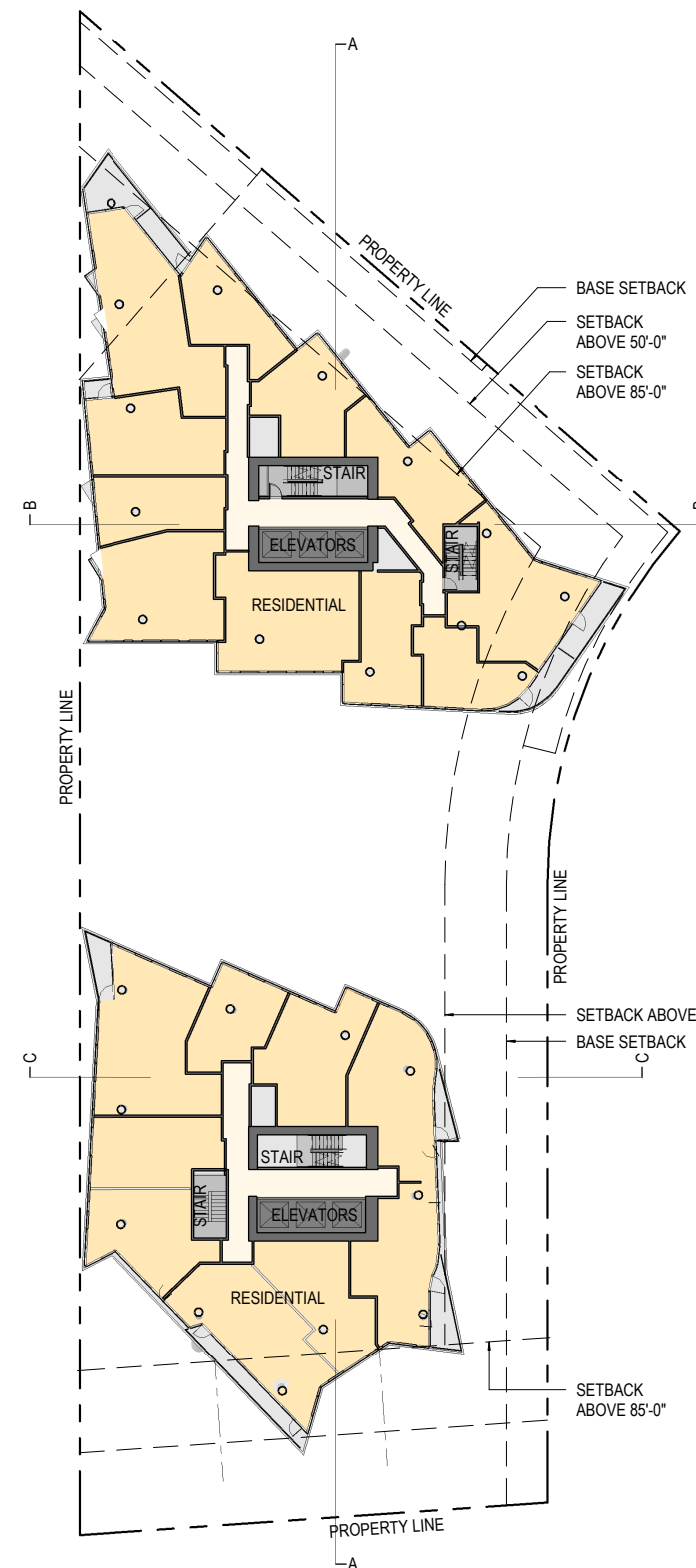 A
PROPERTY LINE
BASE SETBACK
SETBACK
ABOVE 50'-0"
SETBACK
ABOVE 85'-0"
STAIR
B
ELEVATORS
STAIR
RESIDENTIAL
PROPERTY LINE
PROPERTY LINE
SETBACK ABOVE
BASE SETBACK
C
C
STAIR
STAIR
ELEVATORS
RESIDENTIAL
SETBACK
ABOVE 85'-0"
PROPERTY LINE
A